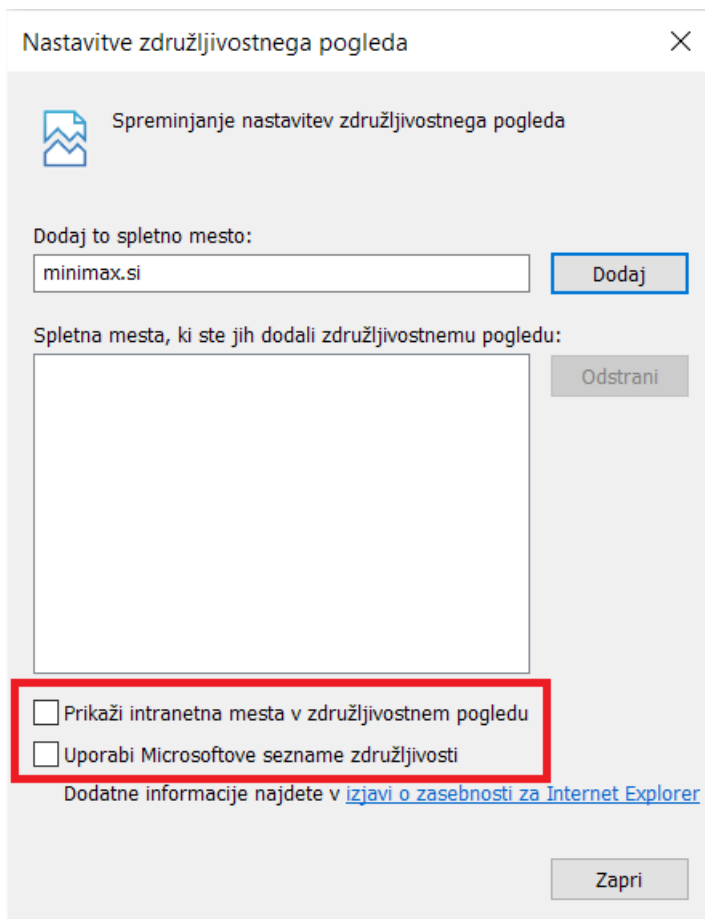 Nastavitve združljivostnega pogleda
Spreminjanje nastavitev združljivostnega pogleda
Dodaj to spletno mesto:
minimax.si
Dodaj
Spletna mesta, ki ste jih dodali združljivostnemu pogledu:
Odstrani
Prikaži intranetna mesta v združljivostnem pogledu
Uporabi Microsoftove sezname združljivosti
Dodatne informacije najdete v izjavi o zasebnosti za Internet Explorer
Zapri